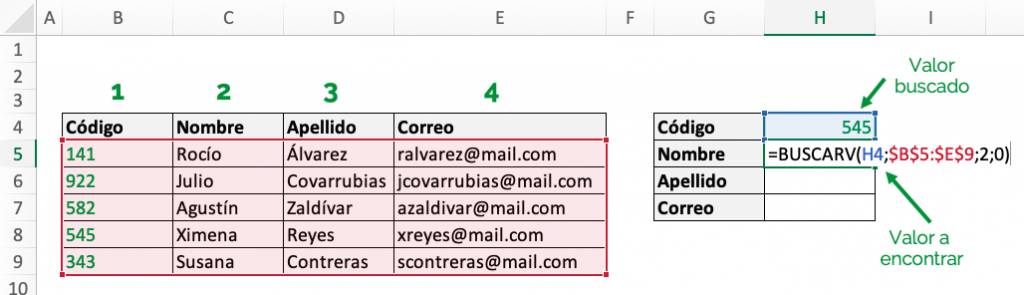 A B C D E F G H I
1
2
3
1 2 3 4
Valor
buscado
4 Código Nombre Apellido Correo Código 545
5 141 Rocío Álvarez ralvarez@mail.com Nombre =BUSCARV(H4;$B$5:$E$9;2;0)
6 922 Julio Covarrubias jcovarrubias@mail.com Apellido
7 582 Agustín Zaldívar azaldivar@mail.com Correo
8 545 Ximena Reyes xreyes@mail.com
9 343 Susana Contreras scontreras@mail.com
Valor a
encontrar
10